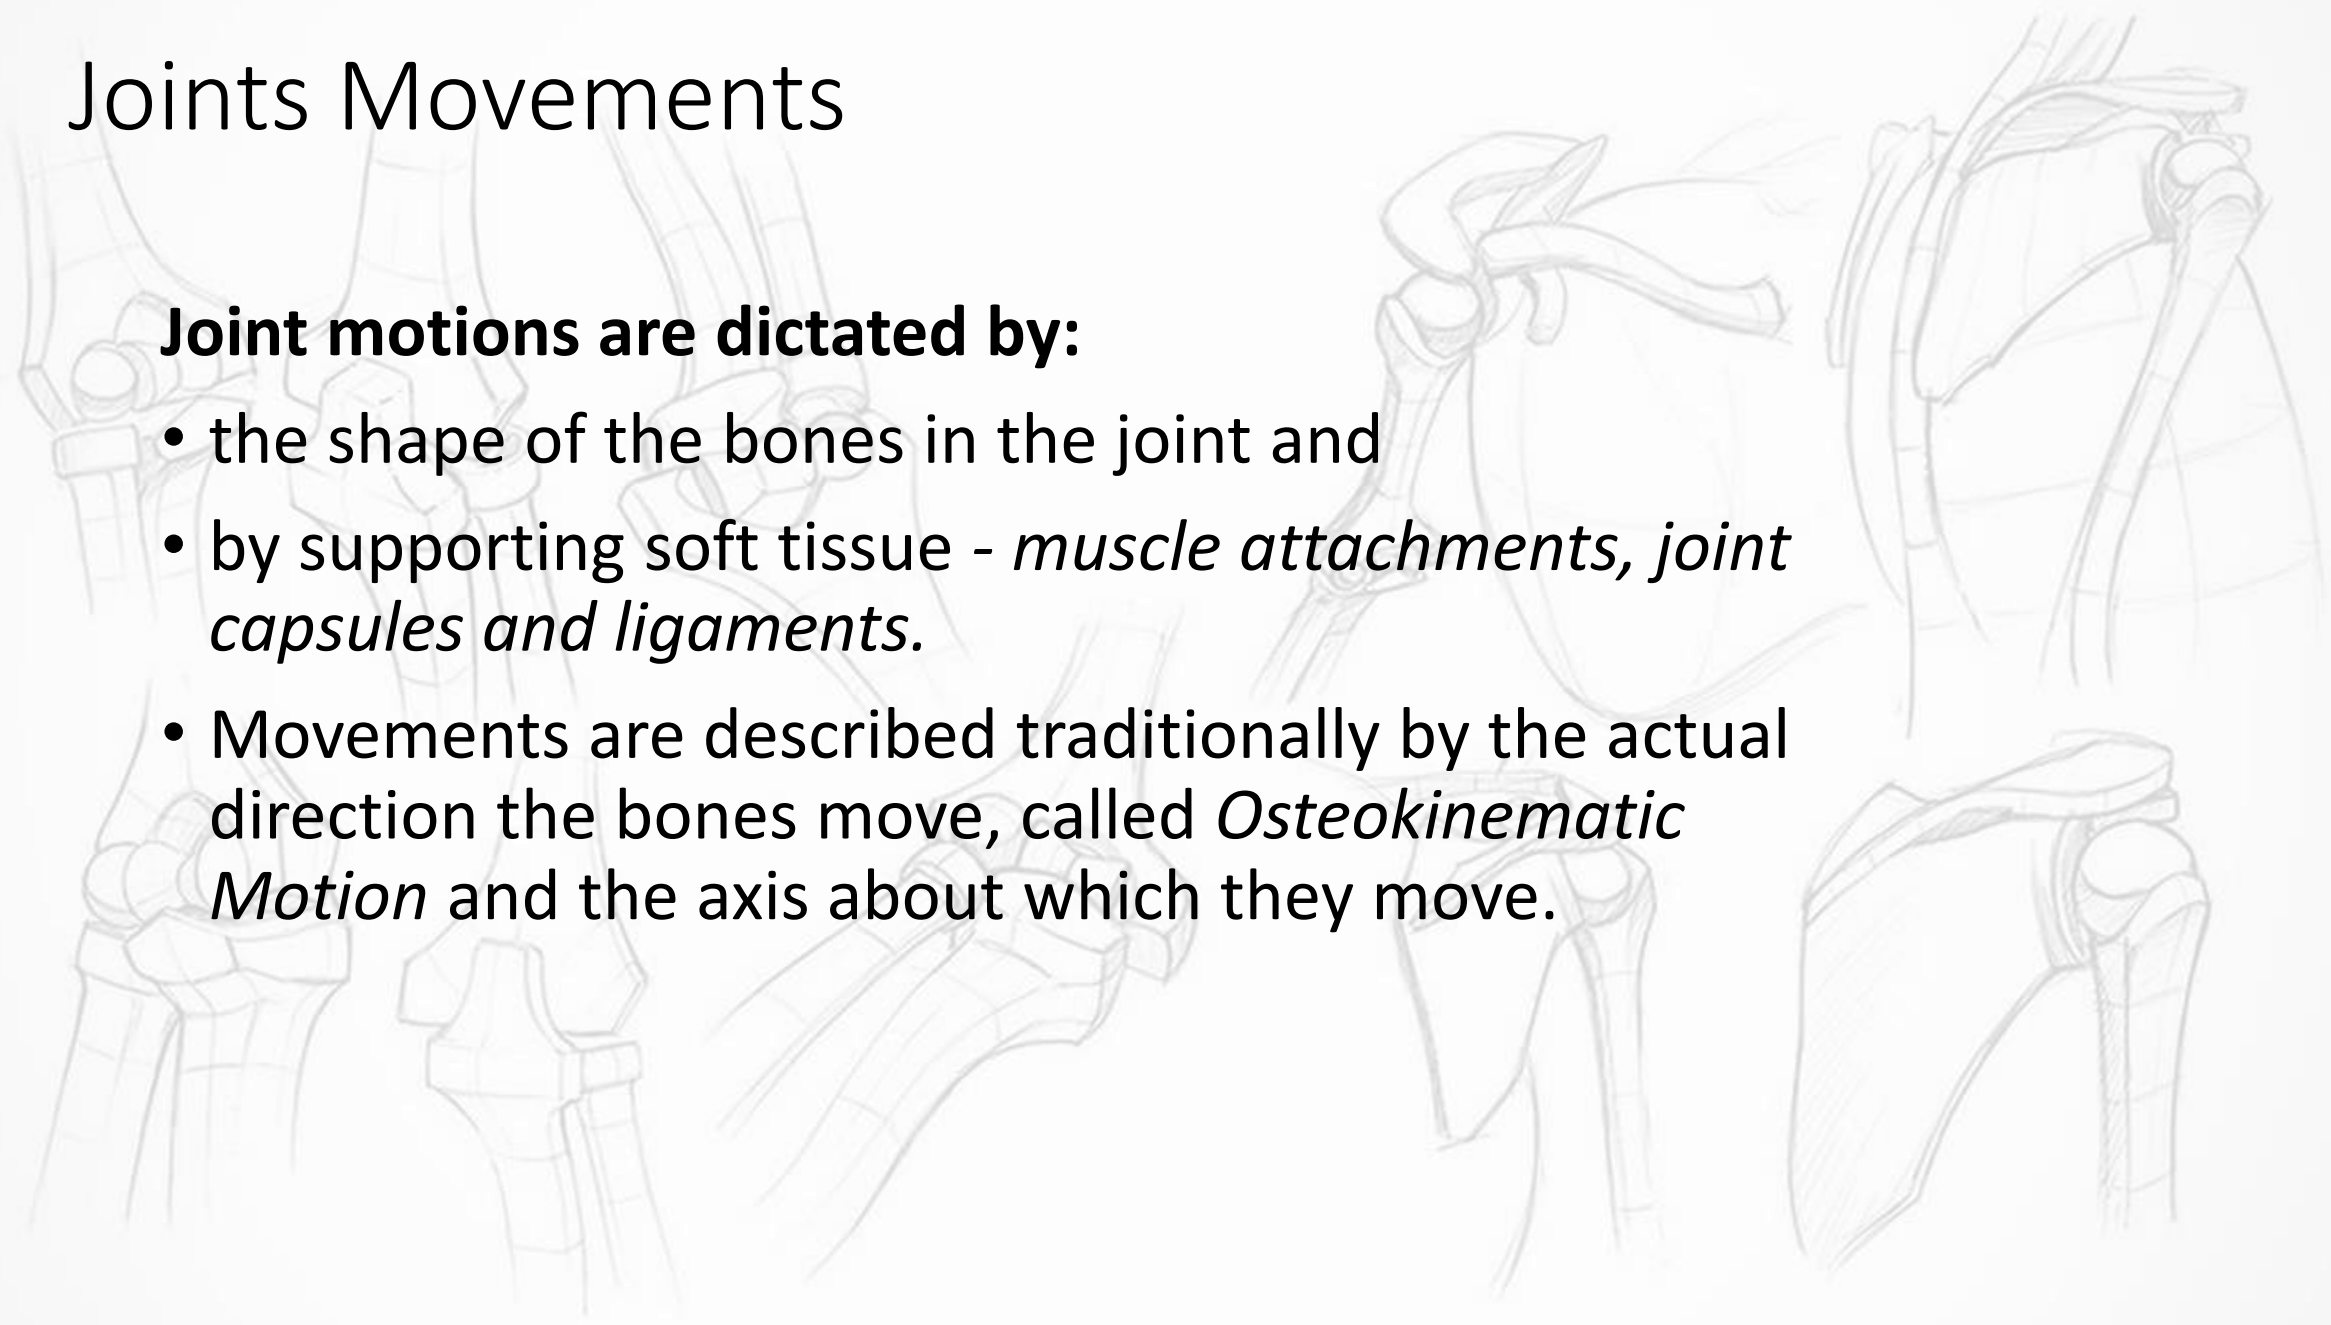 Joints Movements
Joint motions are dictated by:
• the shape of the bones in the joint and
• by supporting soft tissue - muscle attachments, joint
capsules and ligaments.
• Movements are described traditionally by the actual
direction the bones move, called Osteokinematic
Motion and the axis about which they move.